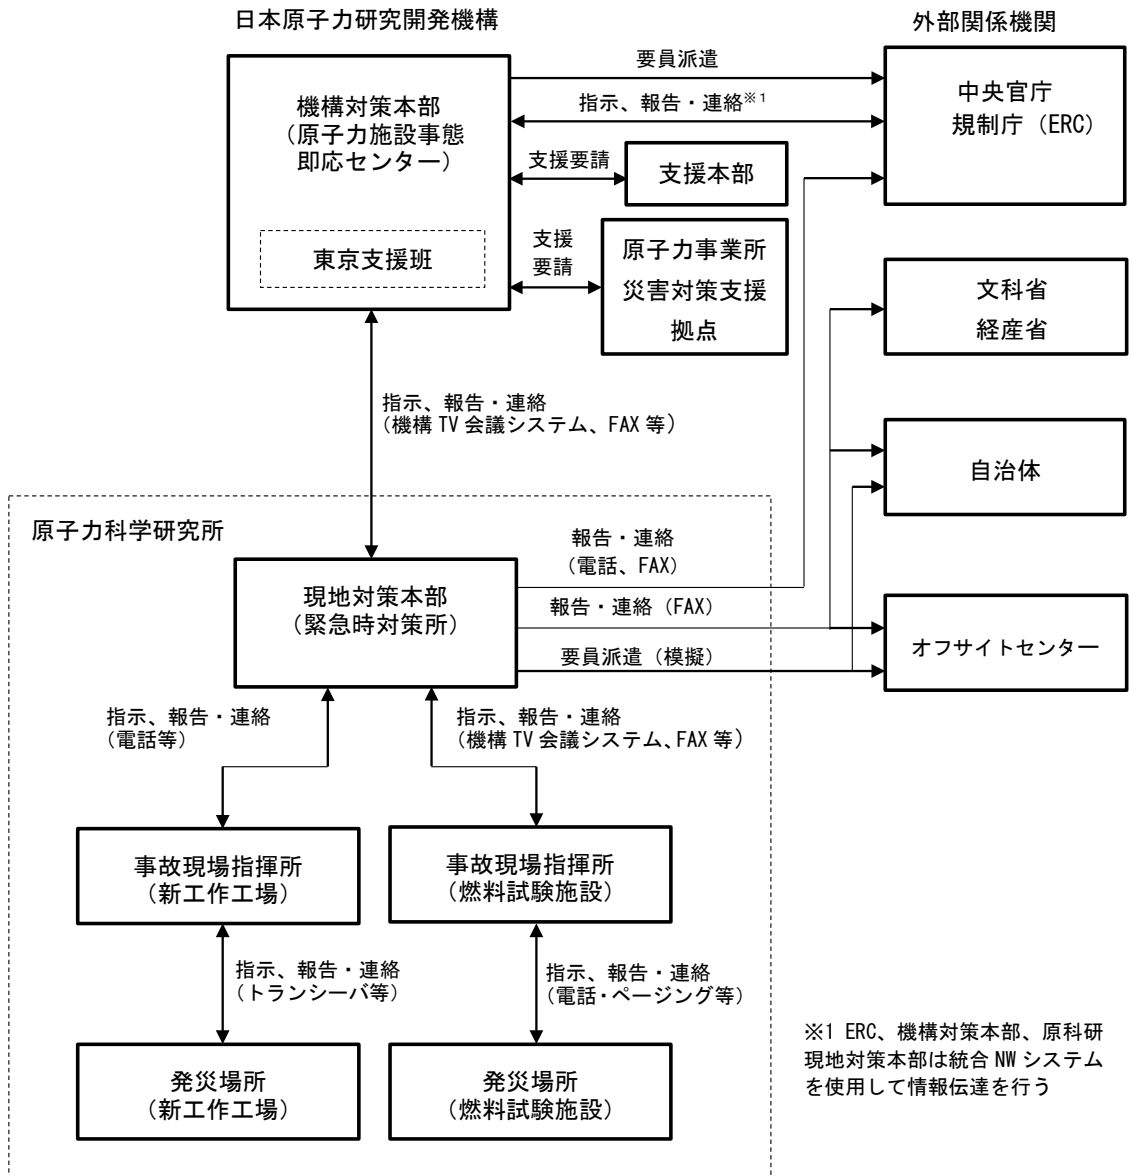 日本原子力研究開発機構
外部関係機関
機構対策本部
（原子力施設事態
即応センター）
東京支援班
要員派遣
指示、報告・連絡※1
支援要請
支援本部
支援
要請
原子力事業所
災害対策支援
拠点
中央官庁
規制庁（ERC）
文科省
経産省
自治体
オフサイトセンター
指示、報告・連絡
（機構 TV 会議システム、FAX 等）
原子力科学研究所
現地対策本部
（緊急時対策所）
報告・連絡
（電話、FAX）
報告・連絡（FAX）
要員派遣（模擬）
指示、報告・連絡
（電話等）
指示、報告・連絡
（機構 TV 会議システム、FAX 等）
事故現場指揮所
（新工作工場）
事故現場指揮所
（燃料試験施設）
指示、報告・連絡
（トランシーバ等）
指示、報告・連絡
（電話・ページング等）
発災場所
（新工作工場）
発災場所
（燃料試験施設）
※1 ERC、機構対策本部、原科研
現地対策本部は統合 NW システム
を使用して情報伝達を行う